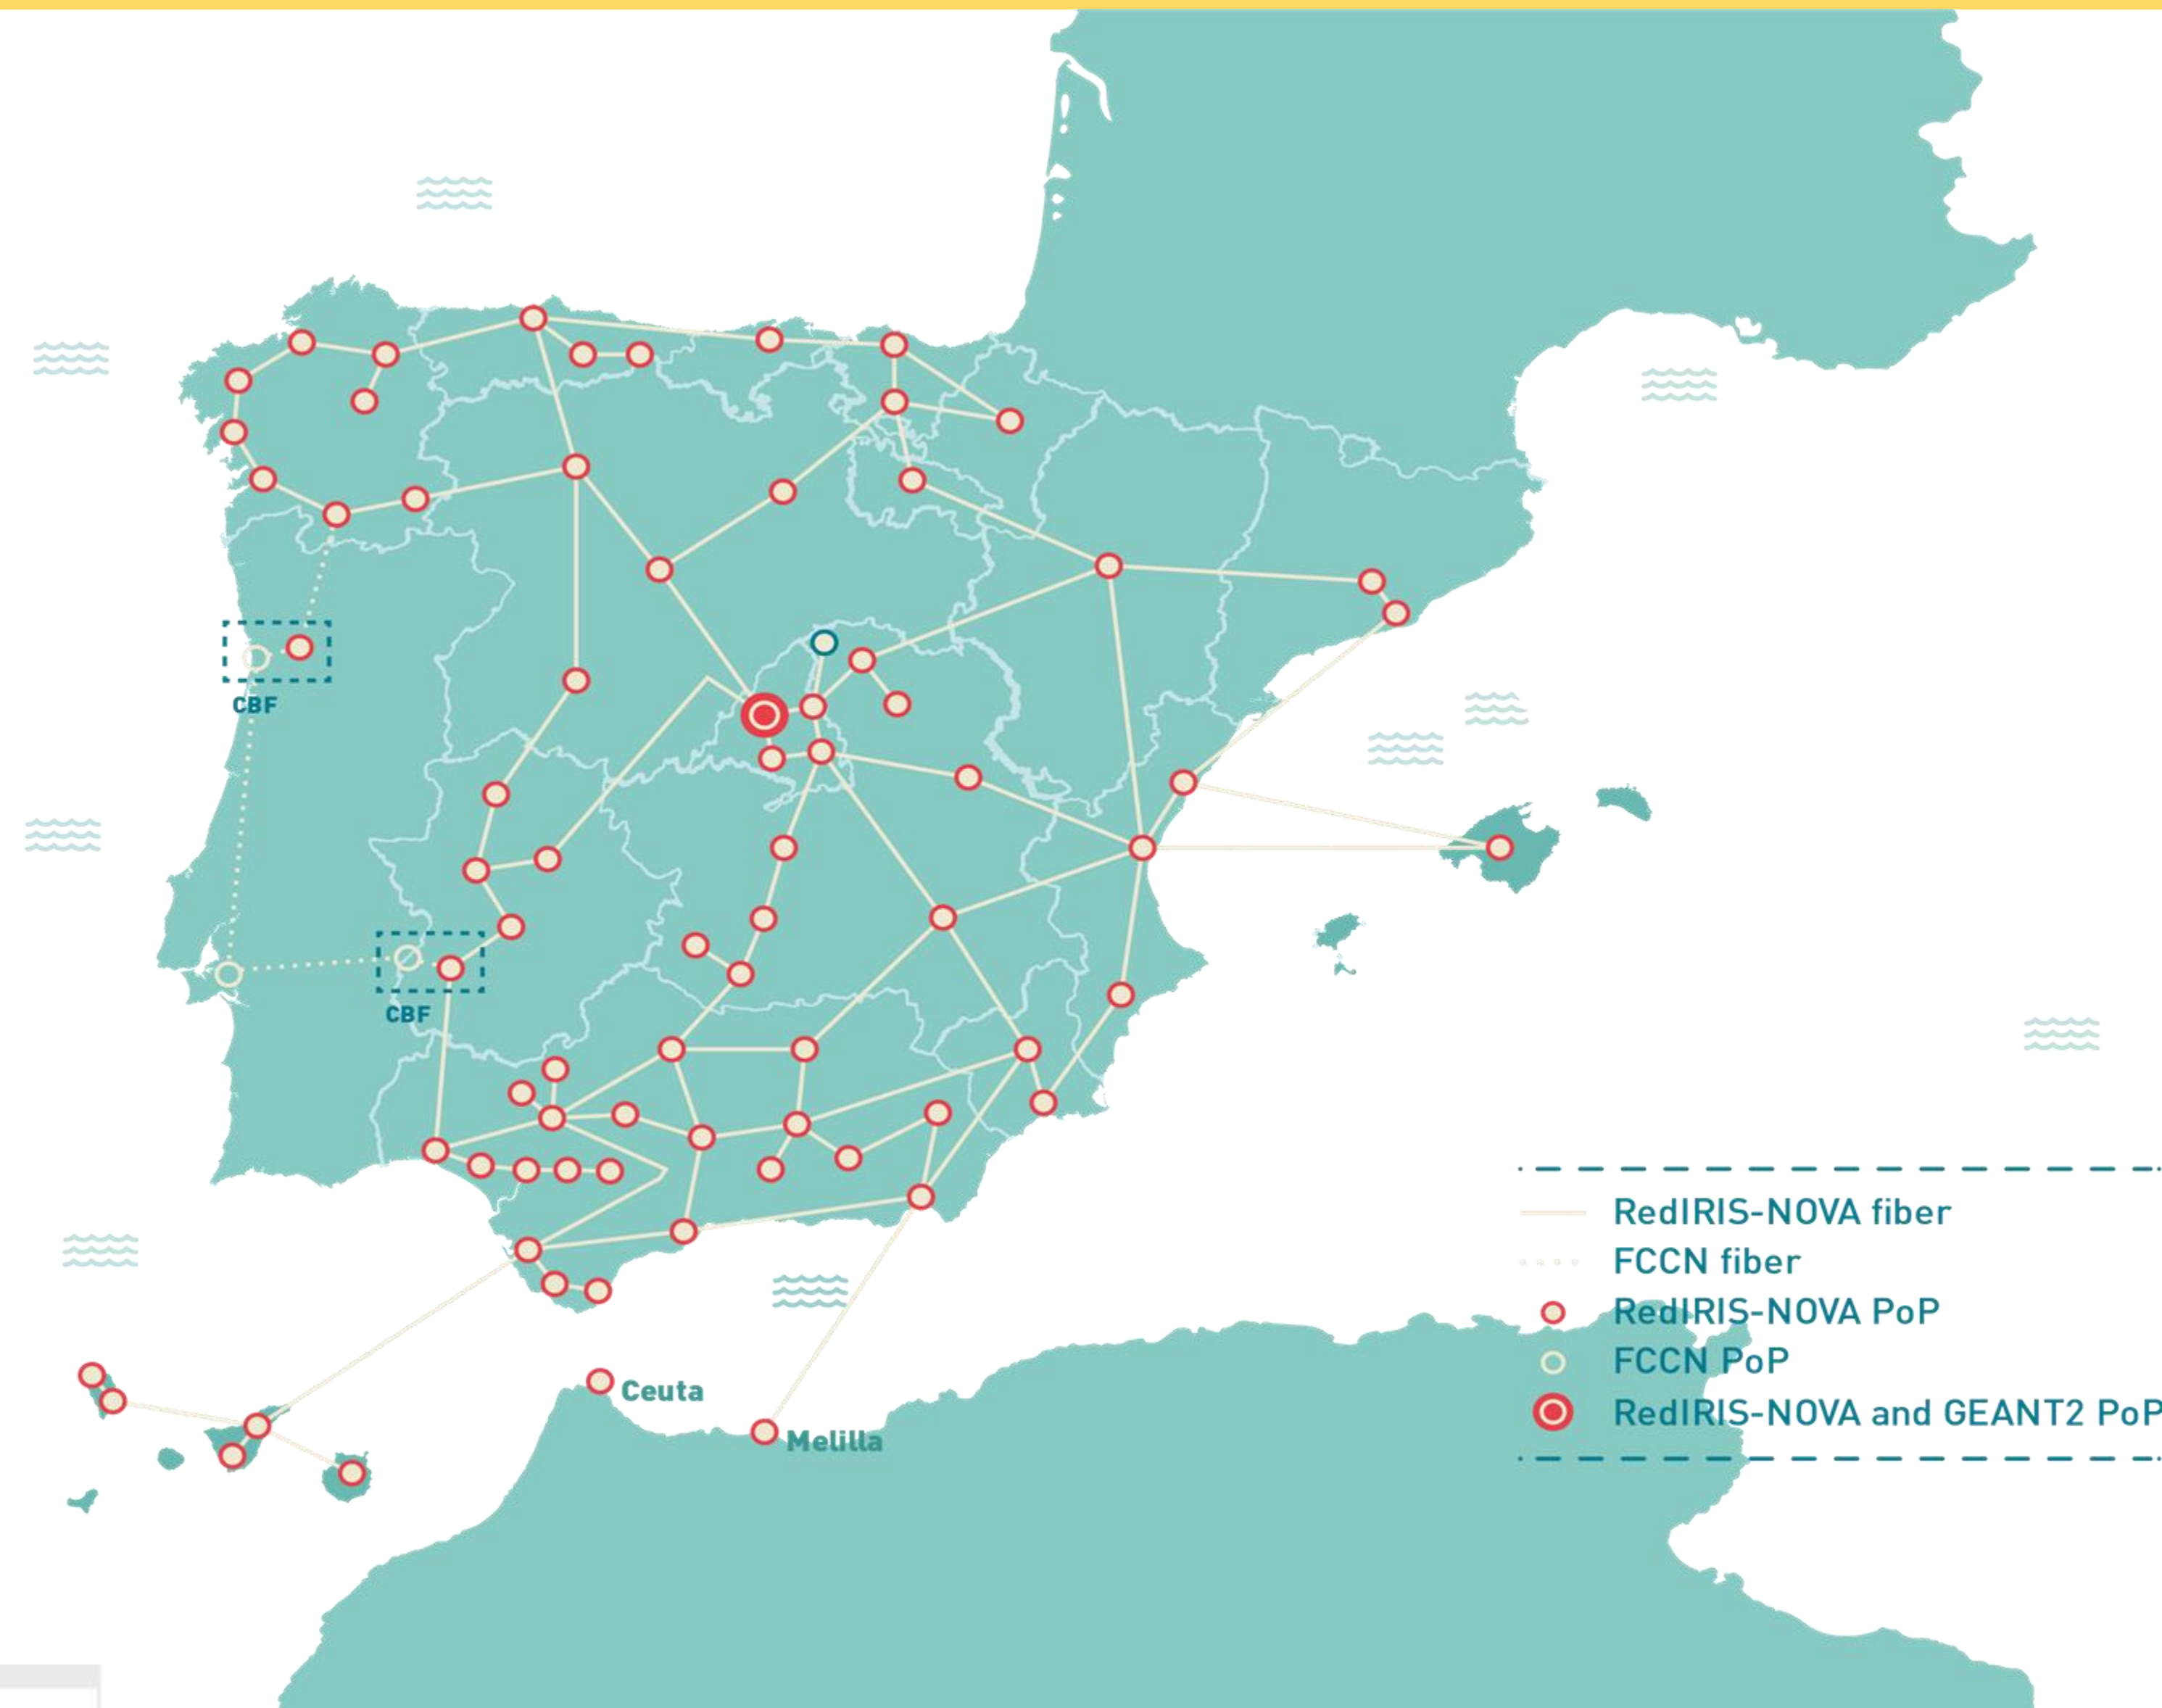 CBF
CBF
Ceuta
Melilla
RedIRIS-NOVA fiber
FCCN fiber
RedIRIS-NOVA PoP
FCCN PoP
RedIRIS-NOVA and GEANT2 PoP